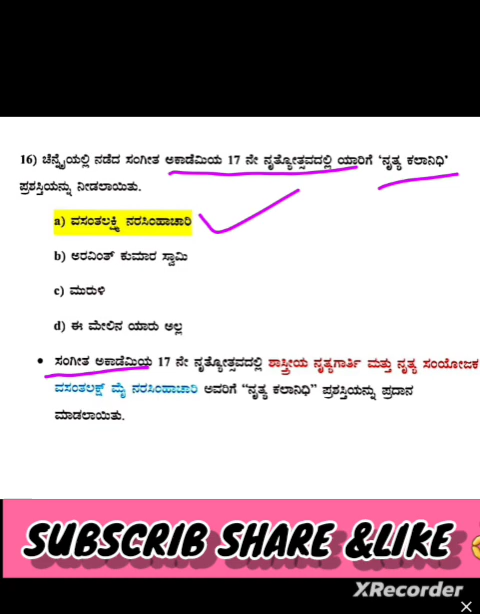 16) ಚೆನ್ನೈಯಲ್ಲಿ ನಡೆದ ಸಂಗೀತ ಅಕಾಡೆಮಿಯ 17 ನೇ ನೃತ್ಯೋತ್ಸವದಲ್ಲಿ ಯಾರಿಗೆ 'ನೃತ್ಯ ಕಲಾನಿಧಿ'
ಪ್ರಶಸ್ತಿಯನ್ನು ನೀಡಲಾಯಿತು.
a) ವಸಂತಲಕ್ಷ್ಮಿ ನರಸಿಂಹಾಚಾರಿ
b) ಅರವಿಂತ್ ಕುಮಾರ ಸ್ವಾಮಿ
c) ಮುರುಳಿ
d) ಈ ಮೇಲಿನ ಯಾರು ಅಲ್ಲ
• ಸಂಗೀತ ಅಕಾಡೆಮಿಯ 17 ನೇ ನೃತ್ಯೋತ್ಸವದಲ್ಲಿ ಶಾಸ್ತ್ರೀಯ ನೃತ್ಯಗಾರ್ತಿ ಮತ್ತು ನೃತ್ಯ ಸಂಯೋಜಕ
ವಸಂತಲಕ್ಷ್ ಮೈ ನರಸಿಂಹಾಚಾರಿ ಅವರಿಗೆ "ನೃತ್ಯ ಕಲಾನಿಧಿ" ಪ್ರಶಸ್ತಿಯನ್ನು ಪ್ರದಾನ
ಮಾಡಲಾಯಿತು.
SUBSCRIB SHARE &LIKE
XRecorder